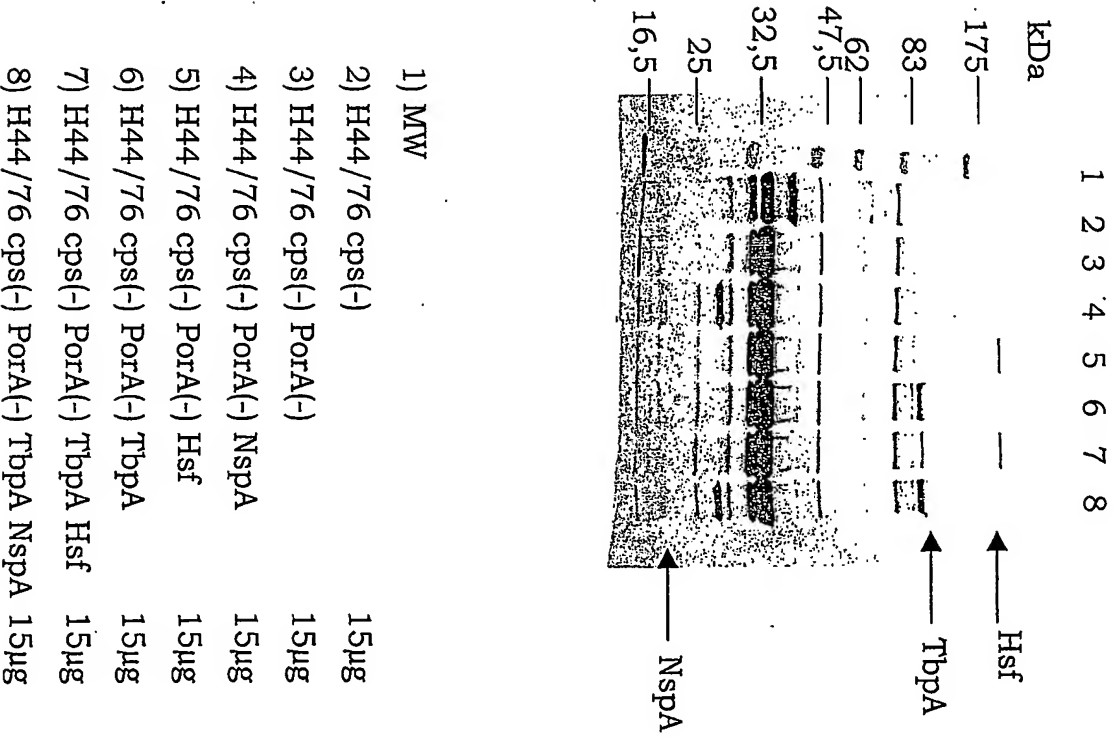 kDa
1 2 3 4 5 6 7 8
175
83
62
47,5
32,5
25
16,5
Hsf
TbpA
NspA
1) MW
2) H44/76 cps(-) 15µg
3) H44/76 cps(-) PorA(-) 15µg
4) H44/76 cps(-) PorA(-) NspA 15µg
5) H44/76 cps(-) PorA(-) Hsf 15µg
6) H44/76 cps(-) PorA(-) TbpA 15µg
7) H44/76 cps(-) PorA(-) TbpA Hsf 15µg
8) H44/76 cps(-) PorA(-) TbpA NspA 15µg